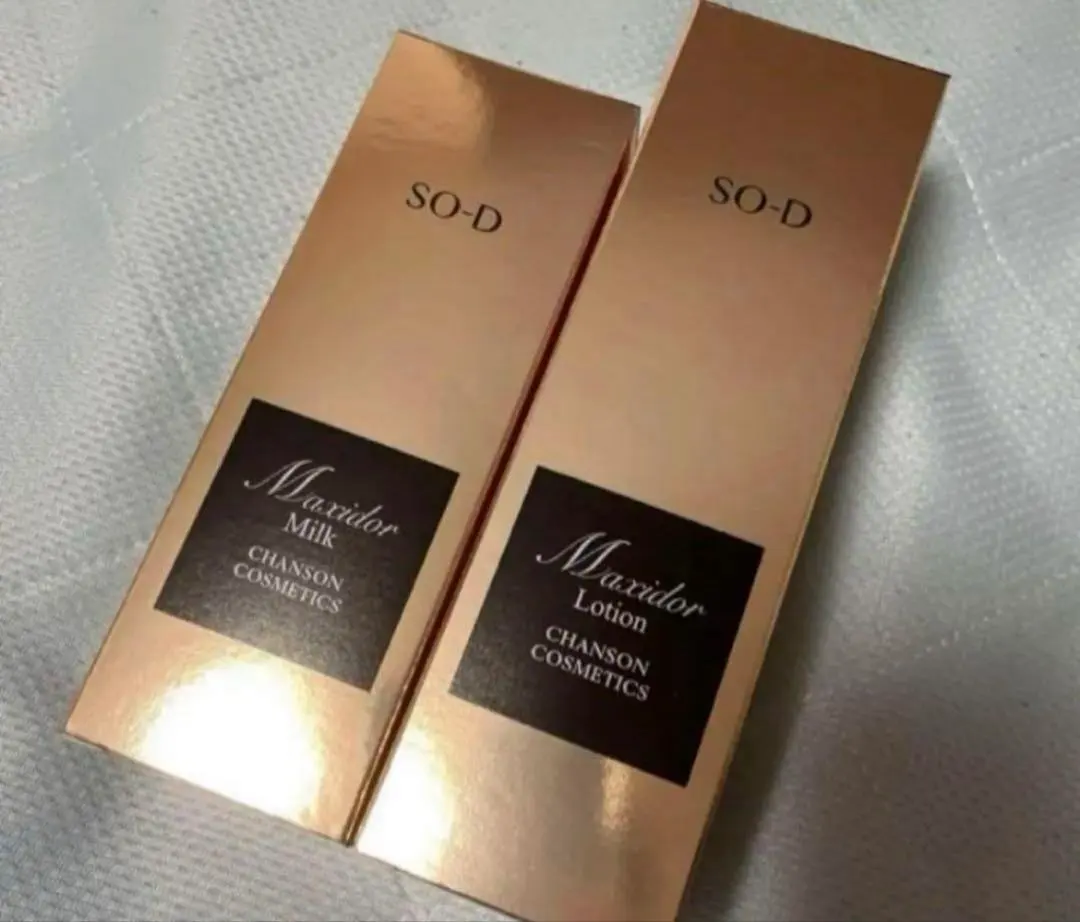 SO-D
Maxidor
Milk
CHANSON
COSMETICS
SO-D
Maxidor
Lotion
CHANSON
COSMETICS